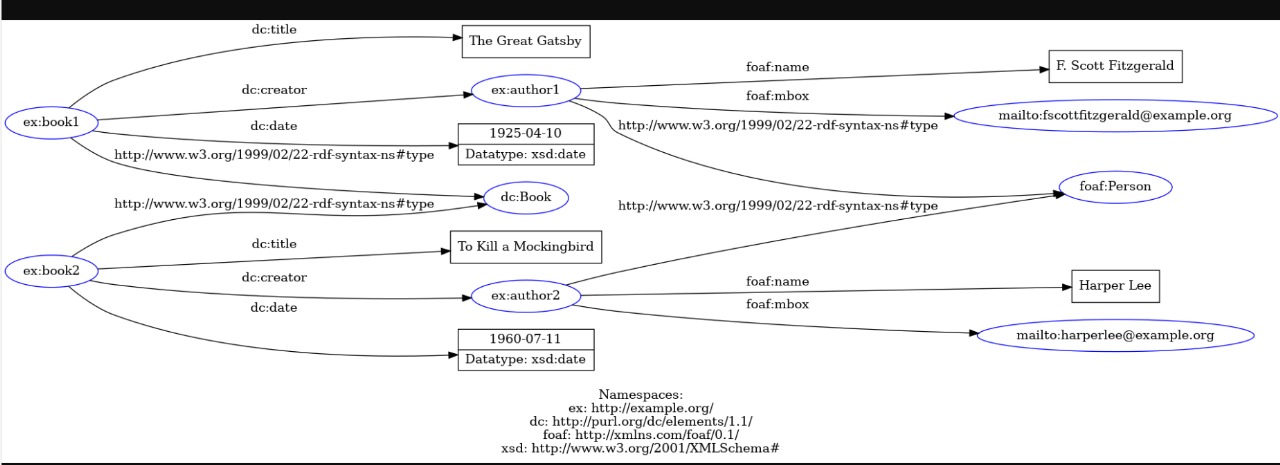 dc:title
The Great Gatsby
F. Scott Fitzgerald
foaf:name
dc:creator
ex:author1
foaf:mbox
mailto:fscottfitzgerald@example.org
ex:book1
dc:date
http://www.w3.org/1999/02/22-rdf-syntax-ns#type
1925-04-10
Datatype: xsd:date
http://www.w3.org/1999/02/22-rdf-syntax-ns#type
foaf:Person
dc:Book
http://www.w3.org/1999/02/22-rdf-syntax-ns#type
http://www.w3.org/1999/02/22-rdf-syntax-ns#type
dc:title
To Kill a Mockingbird
ex:book2
dc:creator
foaf:name
Harper Lee
ex:author2
dc:date
foaf:mbox
mailto:harperlee@example.org
1960-07-11
Datatype: xsd:date
Namespaces:
ex: http://example.org/
dc: http://purl.org/dc/elements/1.1/
foaf: http://xmlns.com/foaf/0.1/
xsd: http://www.w3.org/2001/XMLSchema#